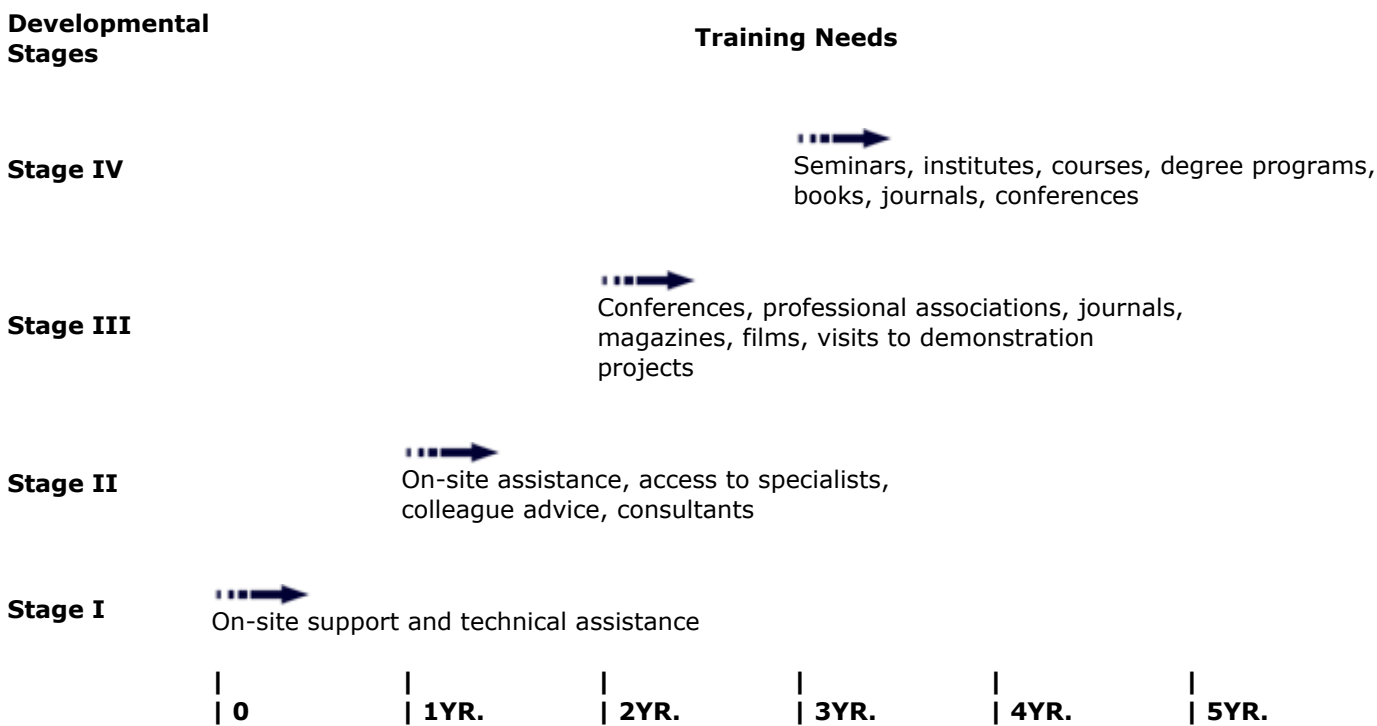 Developmental
Stages
Training Needs
Stage IV
Seminars, institutes, courses, degree programs,
books, journals, conferences
Stage III
Conferences, professional associations, journals,
magazines, films, visits to demonstration
projects
Stage II
On-site assistance, access to specialists,
colleague advice, consultants
Stage I
On-site support and technical assistance
| | | | | |
| 0 | 1YR. | 2YR. | 3YR. | 4YR. | 5YR.